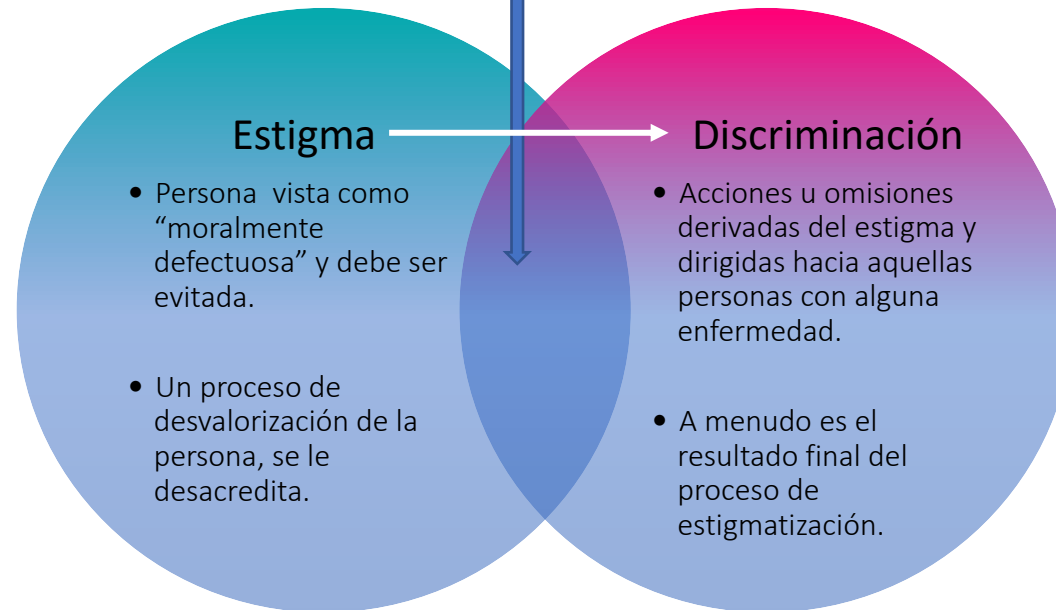 Estigma
• Persona vista como
“moralmente
defectuosa” y debe ser
evitada.
• Un proceso de
desvalorización de la
persona, se le
desacredita.
Discriminación
• Acciones u omisiones
derivadas del estigma y
dirigidas hacia aquellas
personas con alguna
enfermedad.
• A menudo es el
resultado final del
proceso de
estigmatización.